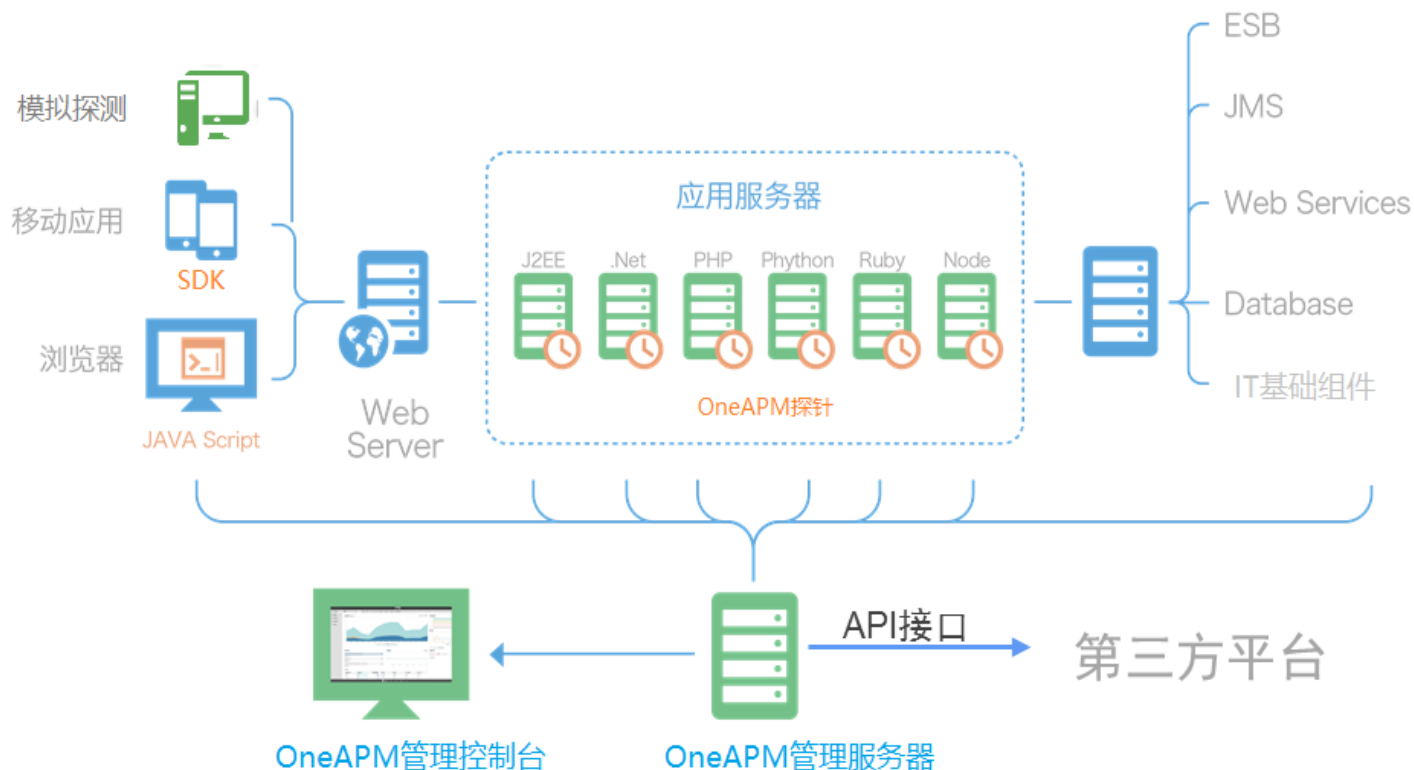 模拟探测
移动应用
SDK
浏览器
JAVA Script
Web
Server
应用服务器
J2EE
.Net
PHP
Phython
Ruby
Node
OneAPM探针
ESB
JMS
Web Services
Database
IT基础组件
API接口
第三方平台
OneAPM管理控制台
OneAPM管理服务器